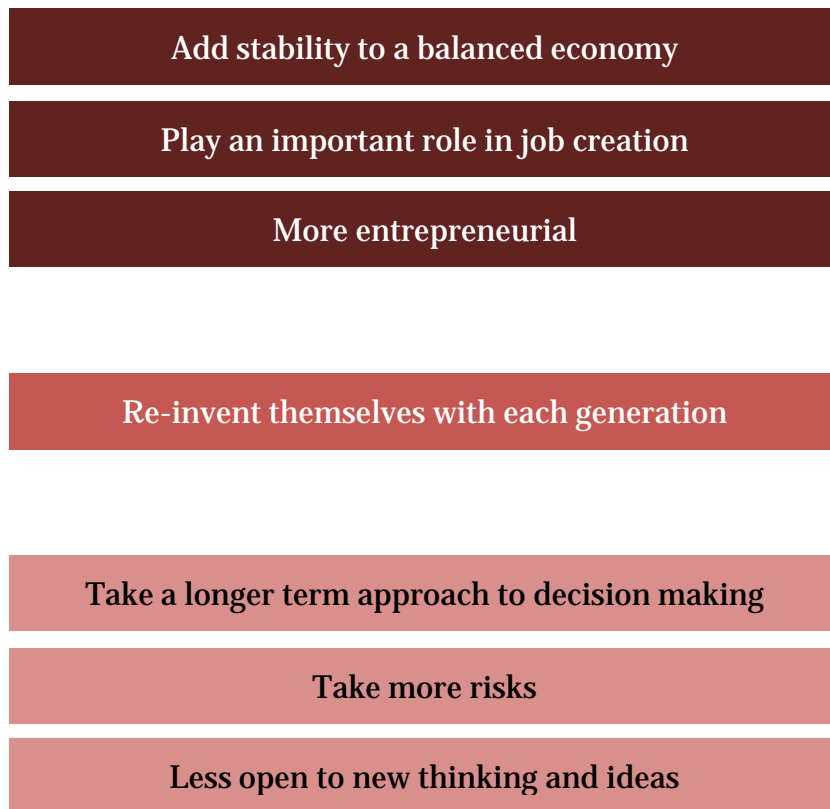 Add stability to a balanced economy
Play an important role in job creation
More entrepreneurial
Re-invent themselves with each generation
Take a longer term approach to decision making
Take more risks
Less open to new thinking and ideas